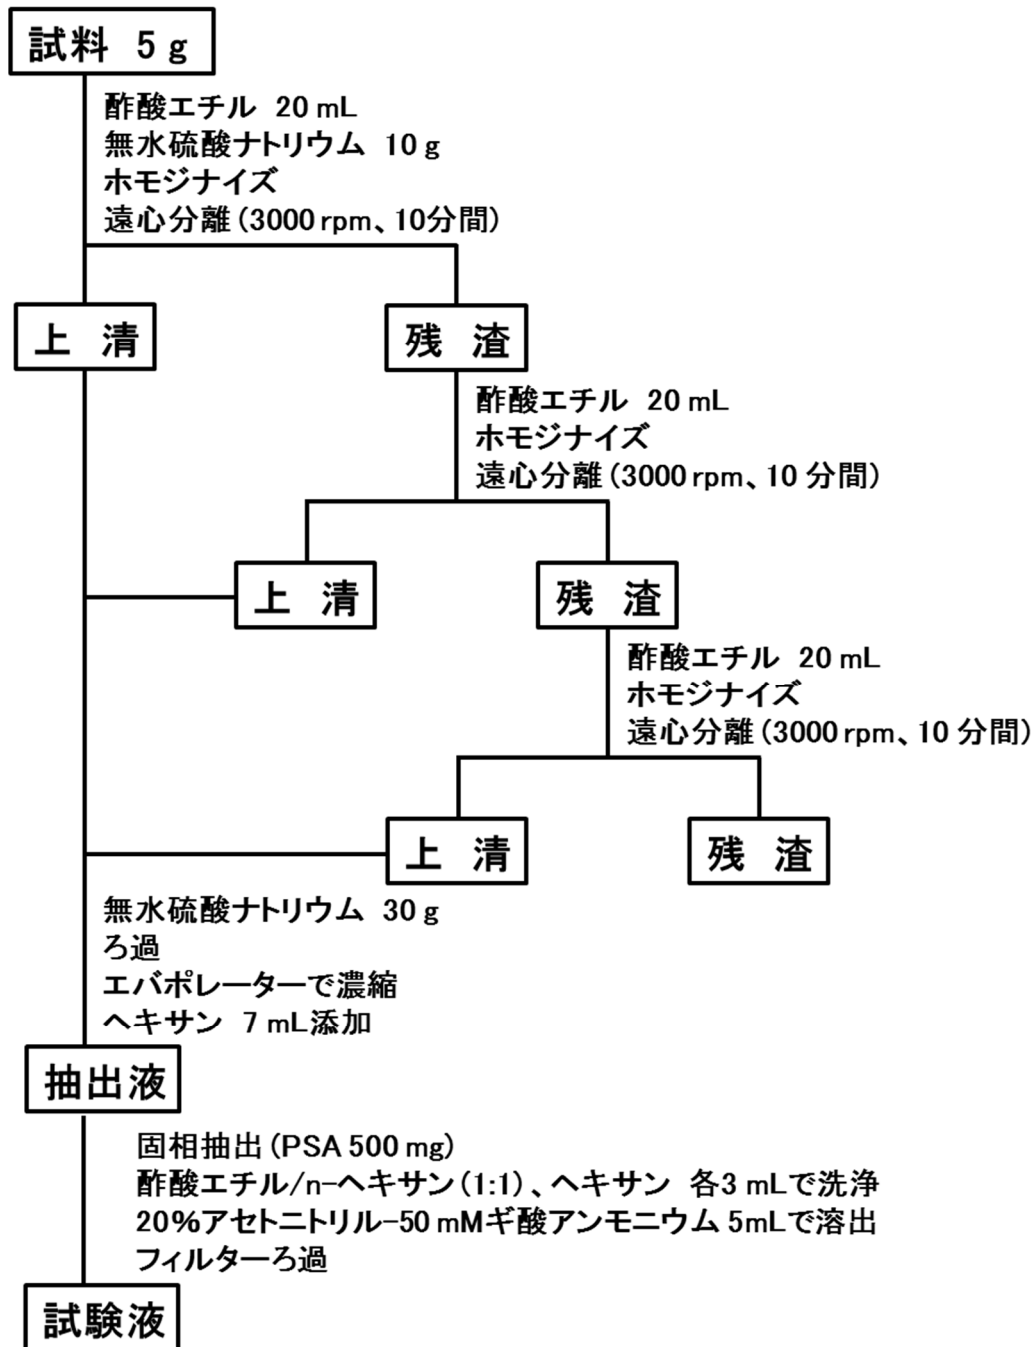 試料 5 g
酢酸エチル 20 mL
無水硫酸ナトリウム 10 g
ホモジナイズ
遠心分離(3000 rpm、10分間)
上 清
残 渣
酢酸エチル 20 mL
ホモジナイズ
遠心分離(3000 rpm、10 分間)
上 清
残 渣
酢酸エチル 20 mL
ホモジナイズ
遠心分離(3000 rpm、10 分間)
上 清
残 渣
無水硫酸ナトリウム 30 g
ろ過
エバポレーターで濃縮
ヘキサン 7 mL添加
抽出液
固相抽出(PSA 500 mg)
酢酸エチル/n-ヘキサン(1:1)、ヘキサン 各3 mLで洗浄
20%アセトニトリル-50 mMギ酸アンモニウム 5mLで溶出
フィルターろ過
試験液